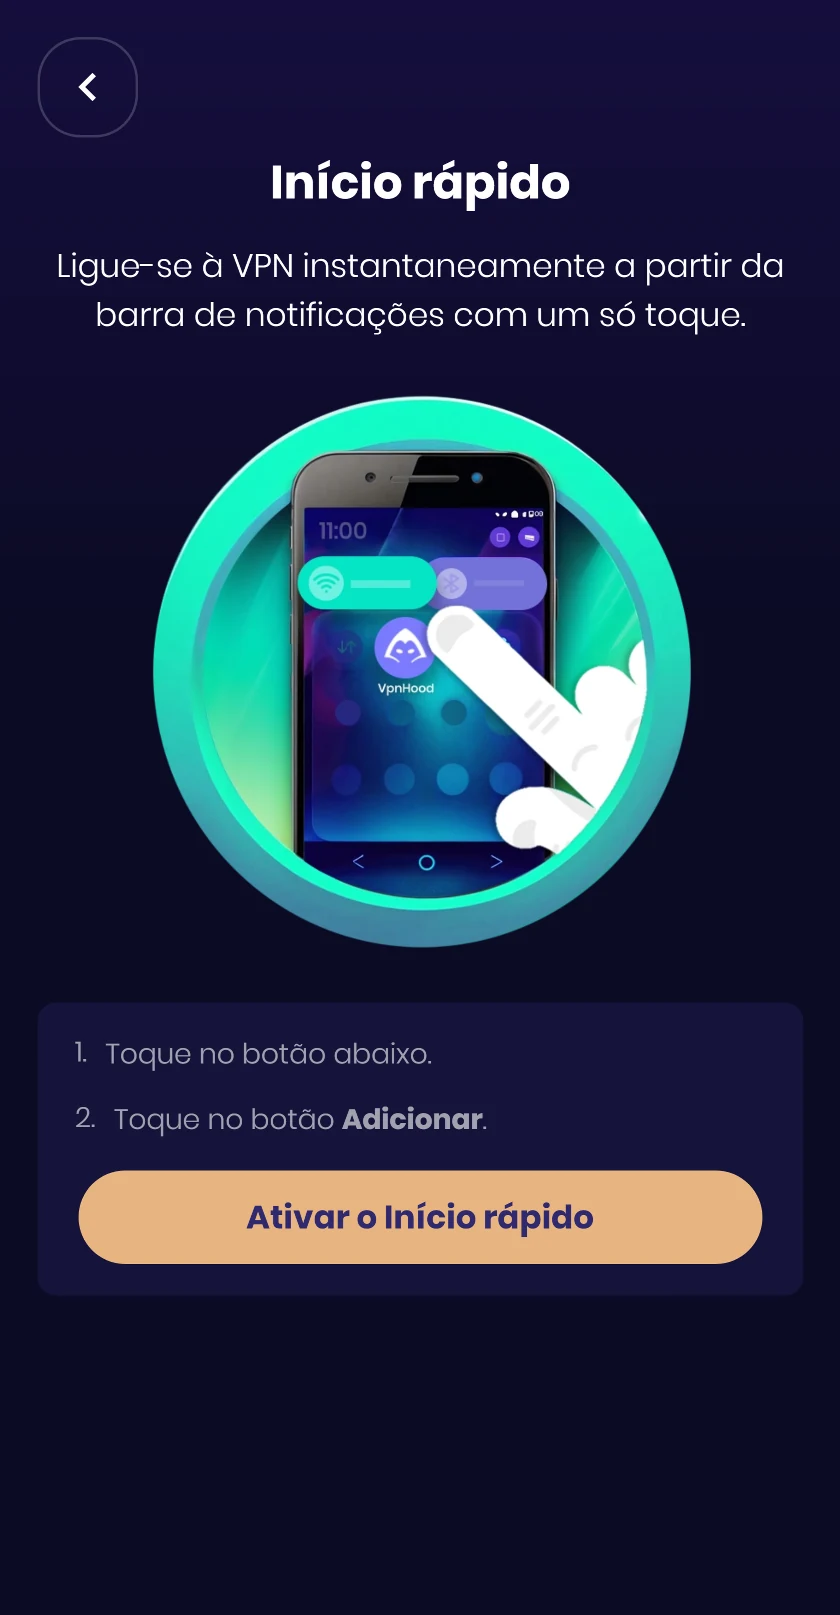 Início rápido
Ligue-se à VPN instantaneamente a partir da
barra de notificações com um só toque.
11:00
VpnHood
1. Toque no botão abaixo.
2. Toque no botão Adicionar.
Ativar o Início rápido